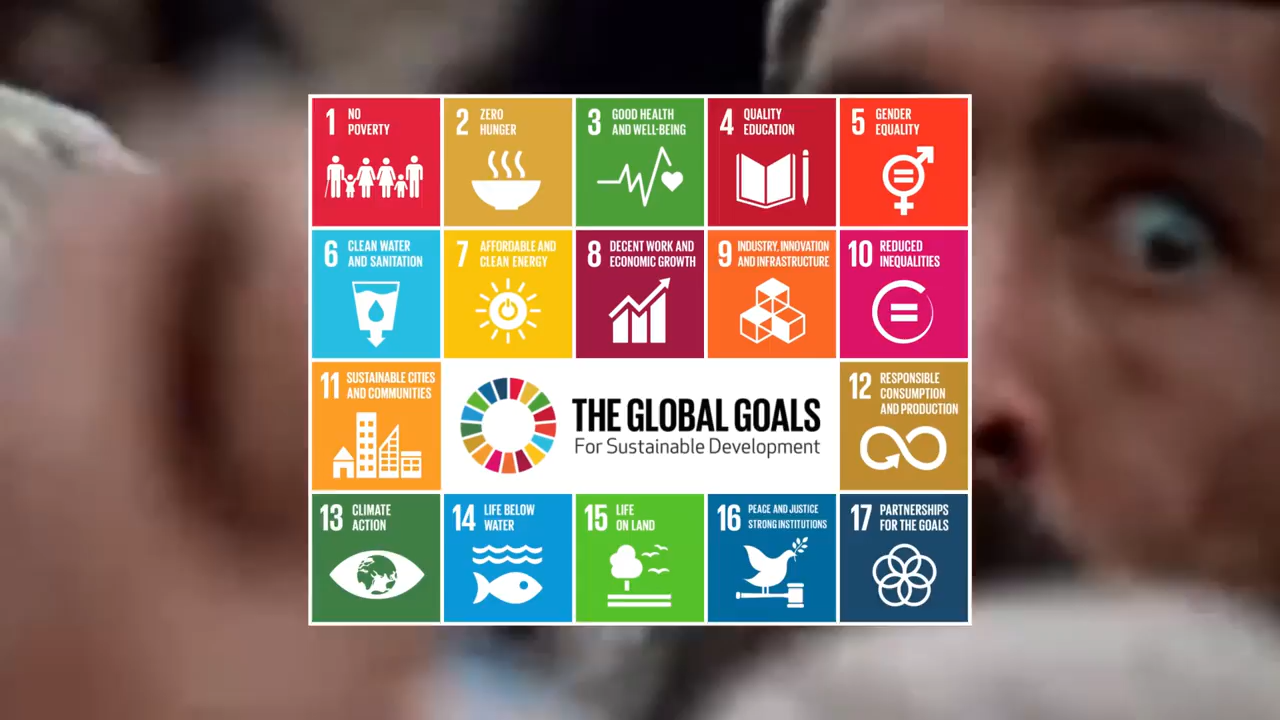 1 NO
POVERTY
2 ZERO
HUNGER
3 GOOD HEALTH
AND WELL-BEING
4 QUALITY
EDUCATION
5 GENDER
EQUALITY
6 CLEAN WATER
AND SANITATION
7 AFFORDABLE AND
CLEAN ENERGY
8 DECENT WORK AND
ECONOMIC GROWTH
9 INDUSTRY, INNOVATION
AND INFRASTRUCTURE
10 REDUCED
INEQUALITIES
11 SUSTAINABLE CITIES
AND COMMUNITIES
THE GLOBAL GOALS
For Sustainable Development
12 RESPONSIBLE
CONSUMPTION
AND PRODUCTION
13 CLIMATE
ACTION
14 LIFE BELOW
WATER
15 LIFE
ON LAND
16 PEACE AND JUSTICE
STRONG INSTITUTIONS
17 PARTNERSHIPS
FOR THE GOALS